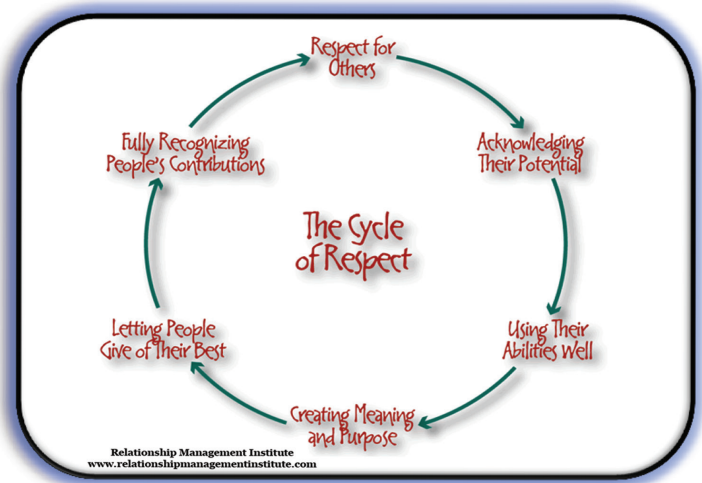 Respect for
Others
Acknowledging
Their Potential
Using Their
Abilities Well
Creating Meaning
and Purpose
Letting People
Give of Their Best
Fully Recognizing
People's Contributions
The Cycle
of Respect
Relationship Management Institute
www.relationshipmanagementinstitute.com